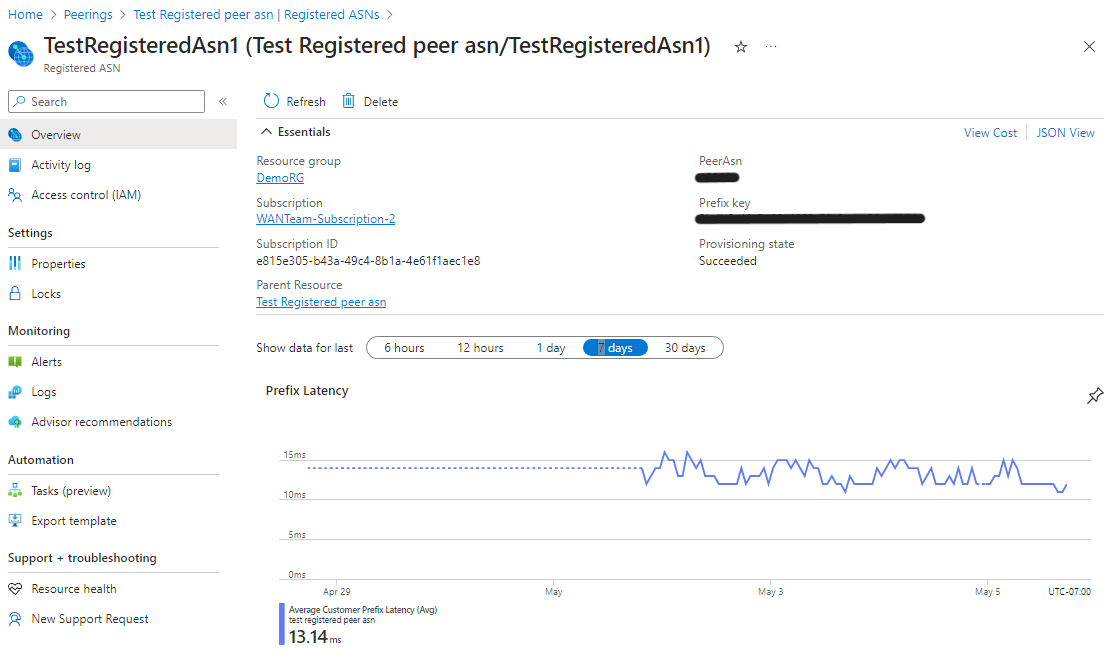 Home > Peerings > Test Registered peer asn | Registered ASNs >
TestRegisteredAsn1 (Test Registered peer asn/TestRegisteredAsn1)
Registered ASN
Search
Refresh Delete
Overview
Activity log
Access control (IAM)
Settings
Properties
Locks
Monitoring
Alerts
Logs
Advisor recommendations
Automation
Tasks (preview)
Export template
Support + troubleshooting
Resource health
New Support Request
Essentials
View Cost JSON View
Resource group
DemoRG
Subscription
WANTeam-Subscription-2
Subscription ID
e815e305-b43a-49c4-8b1a-4e61f1aec1e8
Parent Resource
Test Registered peer asn
PeerAsn
Prefix key
Provisioning state
Succeeded
Show data for last 6 hours 12 hours 1 day 7 days 30 days
Prefix Latency
15ms
10ms
5ms
0ms
Apr 29 May May 3 May 5 UTC-07:00
Average Customer Prefix Latency (Avg)
test registered peer asn
13.14 ms